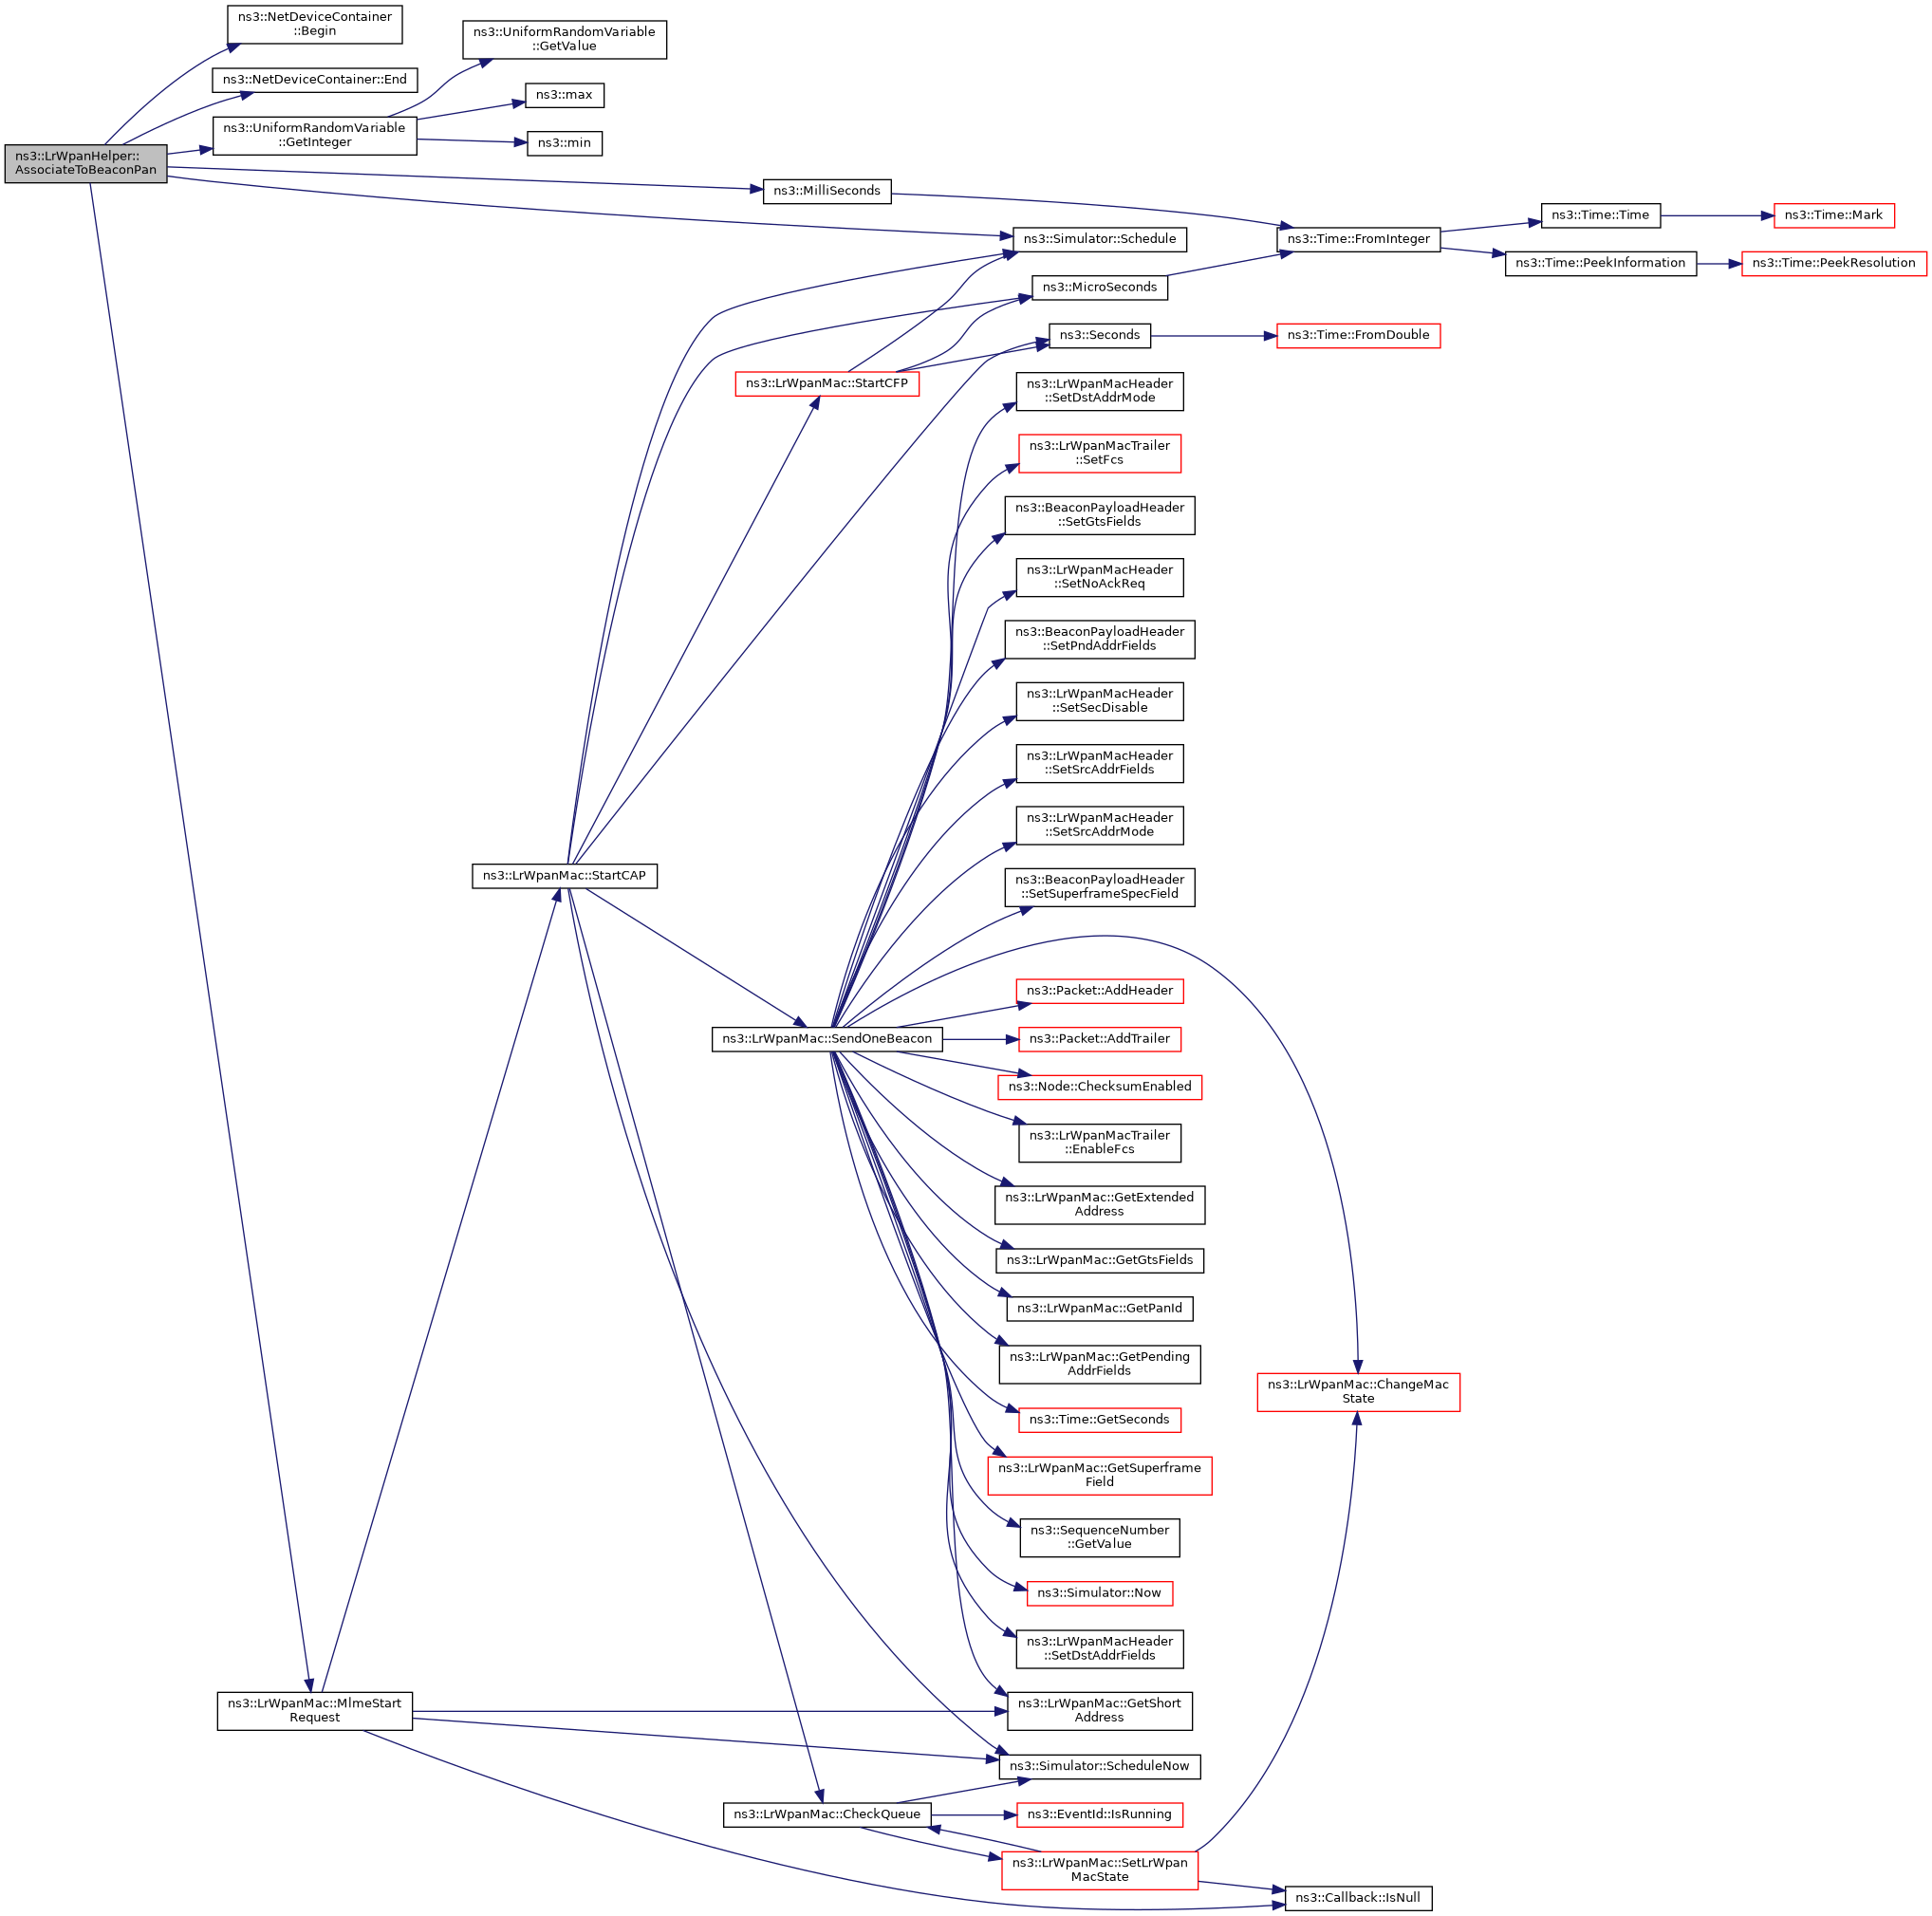 ns3::NetDeviceContainer
::Begin
ns3::UniformRandomVariable
::GetValue
ns3::NetDeviceContainer::End
ns3::max
ns3::UniformRandomVariable
::GetInteger
ns3::min
ns3::LrWpanHelper::
AssociateToBeaconPan
ns3::MilliSeconds
ns3::Time::Time
ns3::Time::Mark
ns3::Simulator::Schedule
ns3::Time::FromInteger
ns3::Time::PeekInformation
ns3::Time::PeekResolution
ns3::MicroSeconds
ns3::Seconds
ns3::Time::FromDouble
ns3::LrWpanMac::StartCFP
ns3::LrWpanMacHeader
::SetDstAddrMode
ns3::LrWpanMacTrailer
::SetFcs
ns3::BeaconPayloadHeader
::SetGtsFields
ns3::LrWpanMacHeader
::SetNoAckReq
ns3::BeaconPayloadHeader
::SetPndAddrFields
ns3::LrWpanMacHeader
::SetSecDisable
ns3::LrWpanMacHeader
::SetSrcAddrFields
ns3::LrWpanMacHeader
::SetSrcAddrMode
ns3::LrWpanMac::StartCAP
ns3::BeaconPayloadHeader
::SetSuperframeSpecField
ns3::Packet::AddHeader
ns3::LrWpanMac::SendOneBeacon
ns3::Packet::AddTrailer
ns3::Node::ChecksumEnabled
ns3::LrWpanMacTrailer
::EnableFcs
ns3::LrWpanMac::GetExtended
Address
ns3::LrWpanMac::GetGtsFields
ns3::LrWpanMac::GetPanId
ns3::LrWpanMac::GetPending
AddrFields
ns3::LrWpanMac::ChangeMac
State
ns3::Time::GetSeconds
ns3::LrWpanMac::GetSuperframe
Field
ns3::SequenceNumber
::GetValue
ns3::Simulator::Now
ns3::LrWpanMacHeader
::SetDstAddrFields
ns3::LrWpanMac::MlmeStart
Request
ns3::LrWpanMac::GetShort
Address
ns3::Simulator::ScheduleNow
ns3::LrWpanMac::CheckQueue
ns3::EventId::IsRunning
ns3::LrWpanMac::SetLrWpan
MacState
ns3::Callback::IsNull